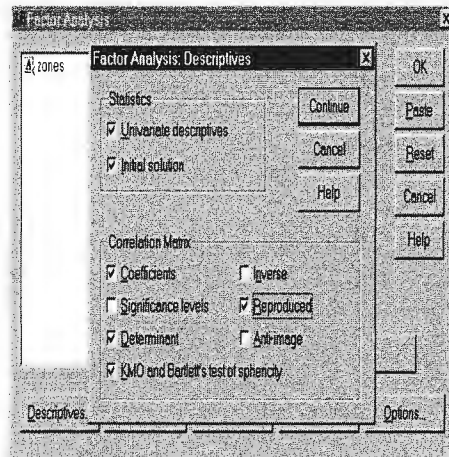 Factor Analysis
zones
Factor Analysis: Descriptives
OK
Paste
Reset
Cancel
Help
Statistics
Univariate descriptives
Initial solution
Continue
Cancel
Help
Correlation Matrix
Coefficients
Inverse
Significance levels
Reproduced
Determinant
Anti-image
KMO and Bartlett's test of sphericity
Descriptives...
Options...